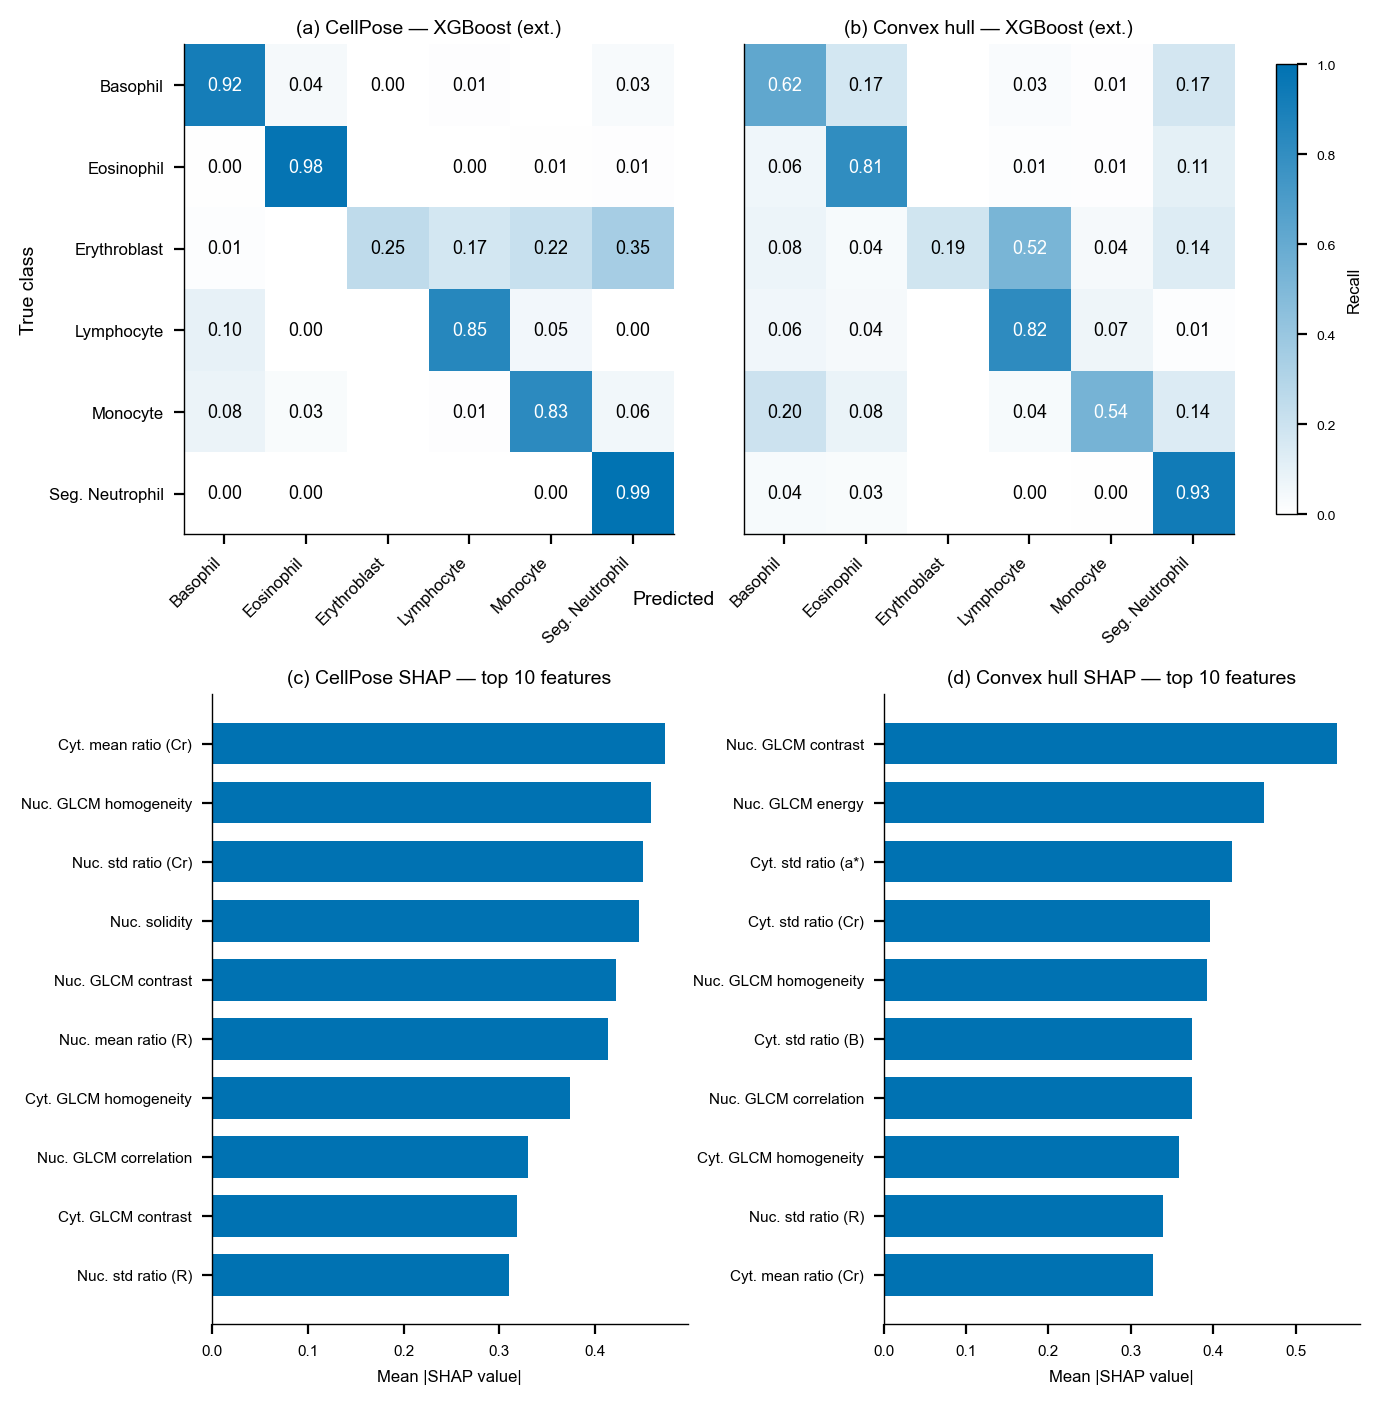 (a) CellPose — XGBoost (ext.)
(b) Convex hull — XGBoost (ext.)
True class
Basophil 0.92 0.04 0.00 0.01 0.03
Eosinophil 0.00 0.98 0.00 0.01 0.01
Erythroblast 0.01 0.25 0.17 0.22 0.35
Lymphocyte 0.10 0.00 0.85 0.05 0.00
Monocyte 0.08 0.03 0.01 0.83 0.06
Seg. Neutrophil 0.00 0.00 0.00 0.99
Basophil
Eosinophil
Erythroblast
Lymphocyte
Monocyte
Seg. Neutrophil
0.62 0.17 0.03 0.01 0.17
0.06 0.81 0.01 0.01 0.11
0.08 0.04 0.19 0.52 0.04 0.14
0.06 0.04 0.82 0.07 0.01
0.20 0.08 0.04 0.54 0.14
0.04 0.03 0.00 0.00 0.93
Basophil
Eosinophil
Erythroblast
Lymphocyte
Monocyte
Seg. Neutrophil
Predicted
1.0
0.8
0.6
0.4
0.2
0.0
Recall
(c) CellPose SHAP — top 10 features
Cyt. mean ratio (Cr)
Nuc. GLCM homogeneity
Nuc. std ratio (Cr)
Nuc. solidity
Nuc. GLCM contrast
Nuc. mean ratio (R)
Cyt. GLCM homogeneity
Nuc. GLCM correlation
Cyt. GLCM contrast
Nuc. std ratio (R)
0.0 0.1 0.2 0.3 0.4
Mean |SHAP value|
(d) Convex hull SHAP — top 10 features
Nuc. GLCM contrast
Nuc. GLCM energy
Cyt. std ratio (a*)
Cyt. std ratio (Cr)
Nuc. GLCM homogeneity
Cyt. std ratio (B)
Nuc. GLCM correlation
Cyt. GLCM homogeneity
Nuc. std ratio (R)
Cyt. mean ratio (Cr)
0.0 0.1 0.2 0.3 0.4 0.5
Mean |SHAP value|